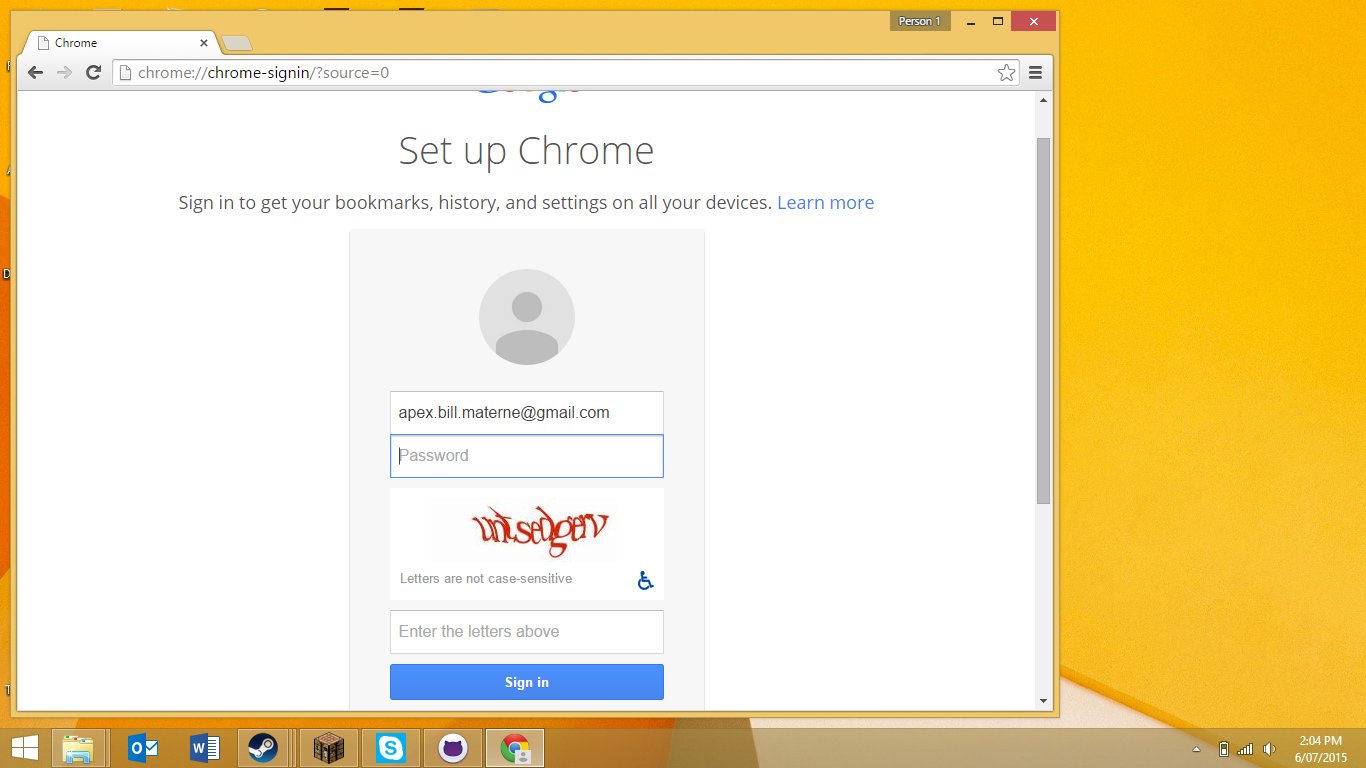 Person 1
Chrome
chrome://chrome-signin/?source=0
Set up Chrome
Sign in to get your bookmarks, history, and settings on all your devices. Learn more
apex.bill.materne@gmail.com
Password
Letters are not case-sensitive
Enter the letters above
Sign in
2:04 PM
6/07/2015